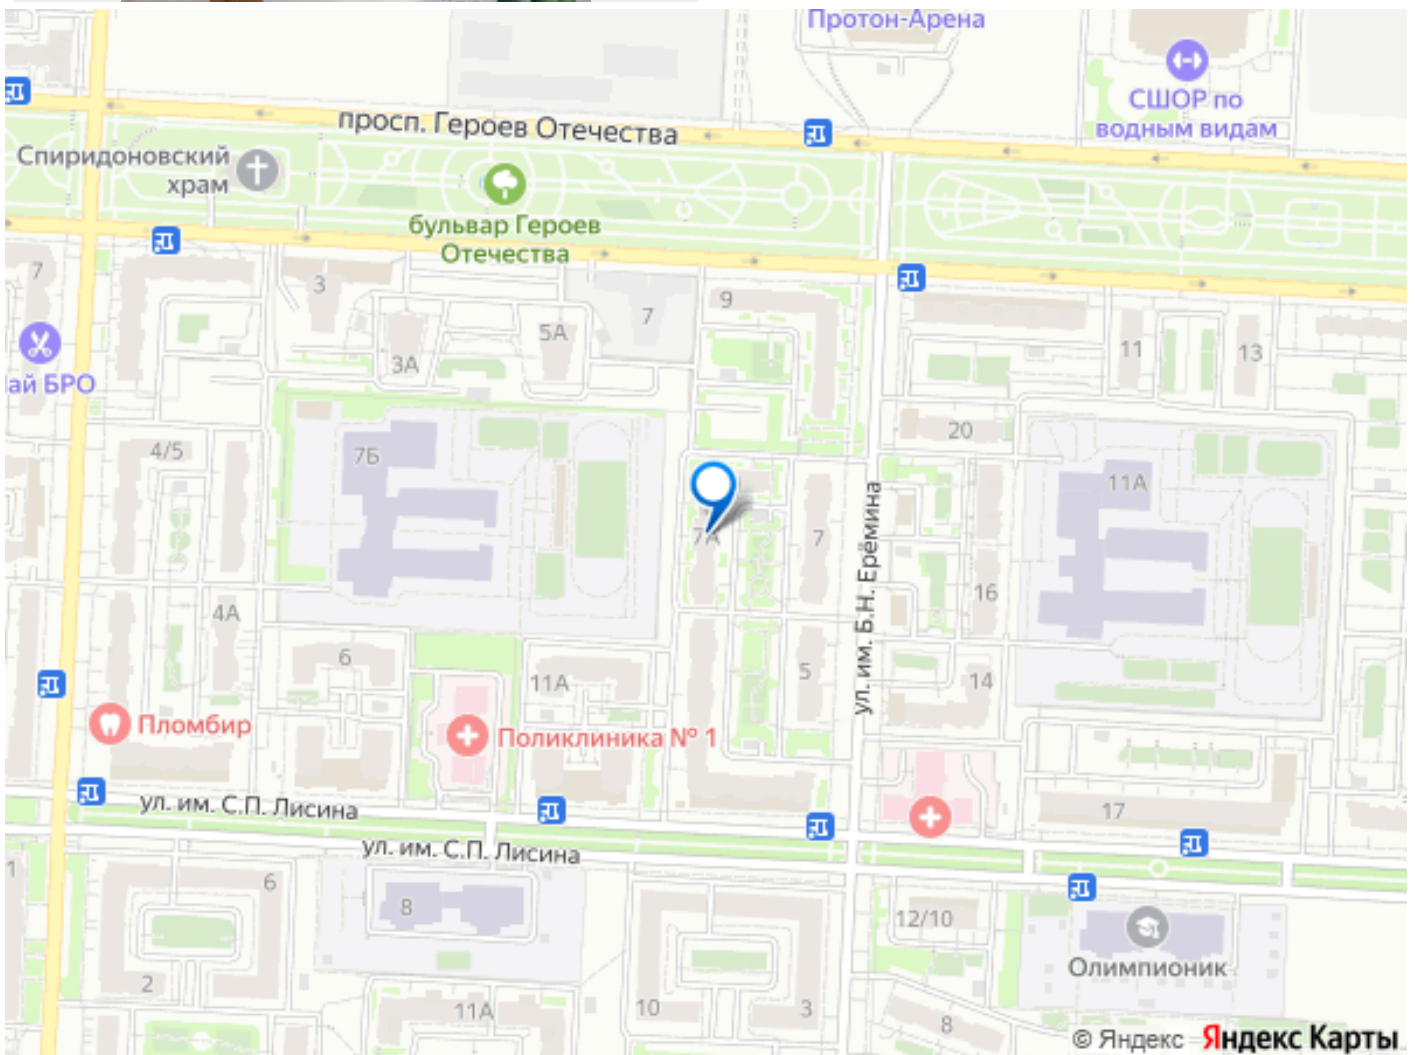 Протон-Арена
СШОР по
водным видам
просп. Героев Отечества
Спиридоновский
храм
бульвар Героев
Отечества
7
3
5А
7
9
3А
11
13
ай БРО
4/5
7Б
20
11А
7А
7
ул. им. Б.Н. Ерёмина
16
4А
6
11А
5
14
Пломбир
Поликлиника № 1
ул. им. С.П. Лисина
17
ул. им. С.П. Лисина
1
6
8
12/10
Олимпионик
2
11А
10
3
8
© Яндекс Яндекс Карты